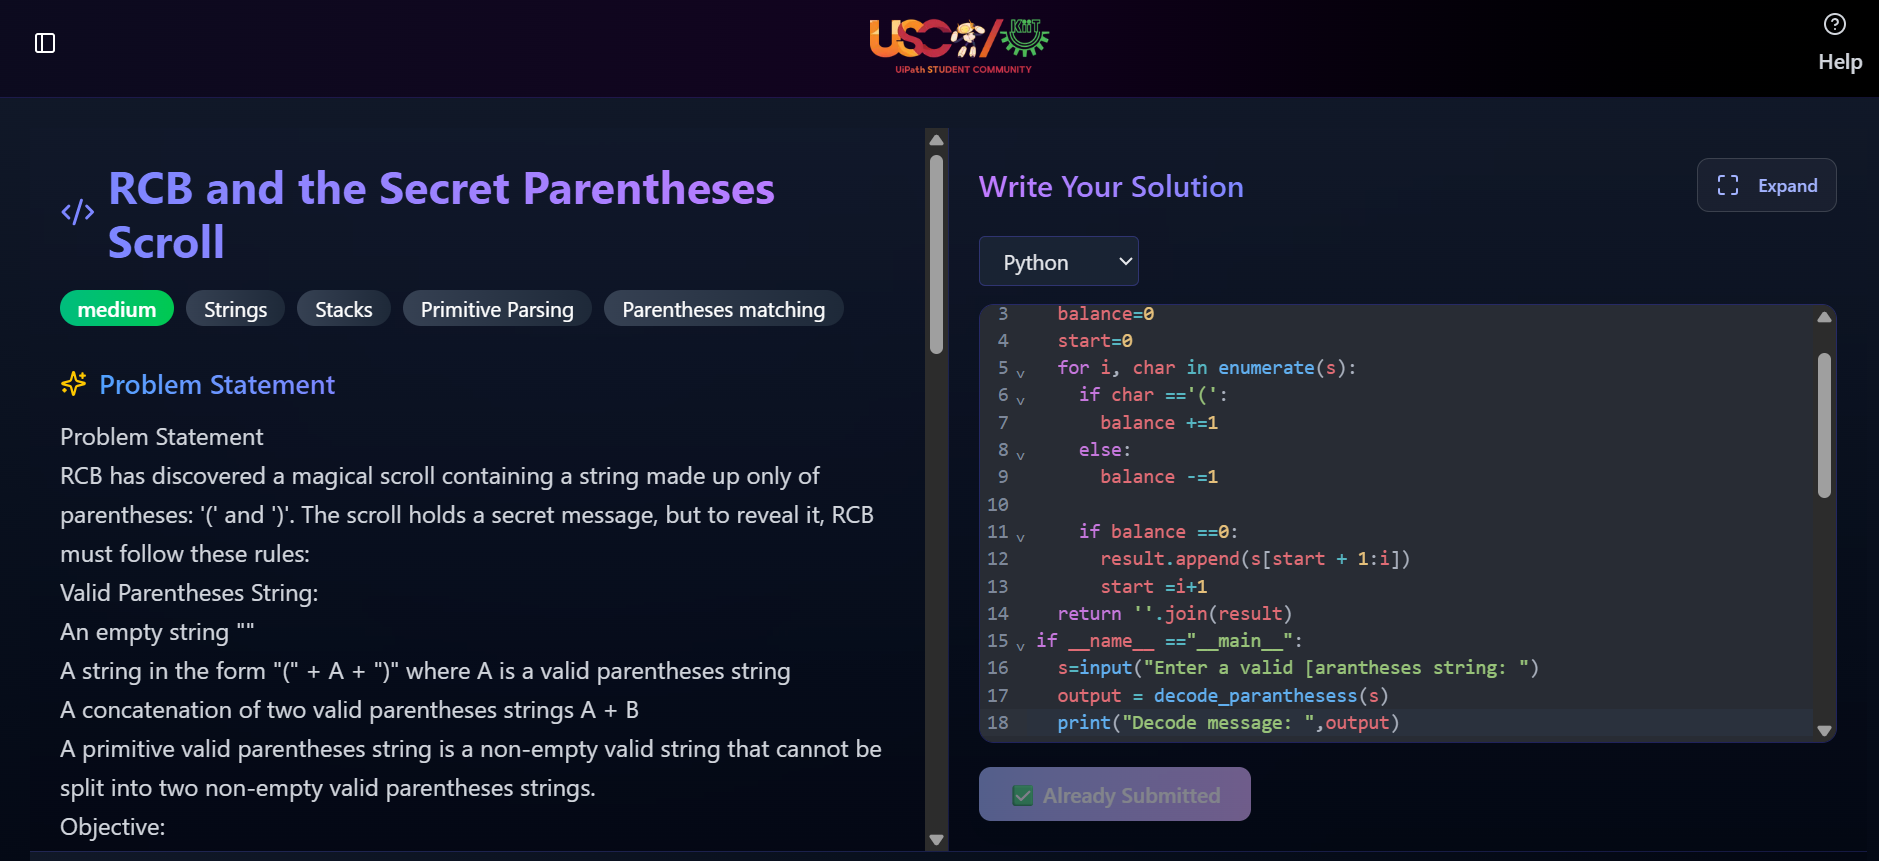 USC/KiiT
UiPath STUDENT COMMUNITY
Help
RCB and the Secret Parentheses
Scroll
medium
Strings
Stacks
Primitive Parsing
Parentheses matching
Problem Statement
Problem Statement
RCB has discovered a magical scroll containing a string made up only of
parentheses: '(' and ')'. The scroll holds a secret message, but to reveal it, RCB
must follow these rules:
Valid Parentheses String:
An empty string ""
A string in the form "(" + A + ")" where A is a valid parentheses string
A concatenation of two valid parentheses strings A + B
A primitive valid parentheses string is a non-empty valid string that cannot be
split into two non-empty valid parentheses strings.
Objective:
Write Your Solution
Expand
Python
3 balance=0
4 start=0
5 for i, char in enumerate(s):
6 if char =='(':
7 balance +=1
8 else:
9 balance -=1
10
11 if balance ==0:
12 result.append(s[start + 1:i])
13 start =i+1
14 return ''.join(result)
15 if __name__ =="__main__":
16 s=input("Enter a valid [arantheses string: ")
17 output = decode_paranthesess(s)
18 print("Decode message: ",output)
Already Submitted